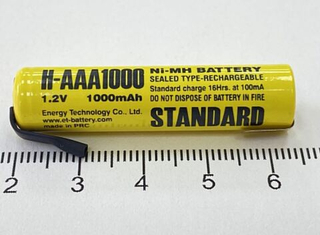 H-AAA1000
1.2V 1000mAh
Energy Technology Co., Ltd.
www.et-battery.com
made in PRC
Ni-MH BATTERY
SEALED TYPE-RECHARGEABLE
Standard charge 16Hrs. at 100mA
DO NOT DISPOSE OF BATTERY IN FIRE
STANDARD
2 3 4 5 6